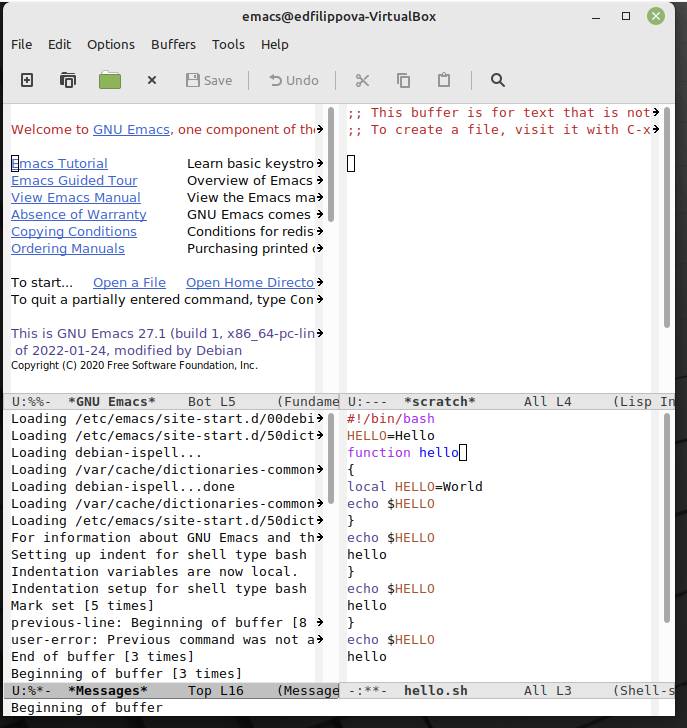 emacs@edfilippova-VirtualBox
File Edit Options Buffers Tools Help
Save Undo
Welcome to GNU Emacs, one component of the
Emacs Tutorial Learn basic keystro
Emacs Guided Tour Overview of Emacs
View Emacs Manual View the Emacs ma
Absence of Warranty GNU Emacs comes
Copying Conditions Conditions for redis
Ordering Manuals Purchasing printed c
To start... Open a File Open Home Directo
To quit a partially entered command, type Con
This is GNU Emacs 27.1 (build 1, x86_64-pc-lin
of 2022-01-24, modified by Debian
Copyright (C) 2020 Free Software Foundation, Inc.
U:%%- *GNU Emacs* Bot L5 (Fundame
;; This buffer is for text that is not
;; To create a file, visit it with C-x
U:--- *scratch* All L4 (Lisp In
Loading /etc/emacs/site-start.d/00debi
Loading /etc/emacs/site-start.d/50dict
Loading debian-ispell...
Loading /var/cache/dictionaries-common
Loading debian-ispell...done
Loading /var/cache/dictionaries-common
Loading /etc/emacs/site-start.d/50dict
For information about GNU Emacs and th
Setting up indent for shell type bash
Indentation variables are now local.
Indentation setup for shell type bash
Mark set [5 times]
previous-line: Beginning of buffer [8
user-error: Previous command was not a
End of buffer [3 times]
Beginning of buffer [3 times]
U:%*- *Messages* Top L16 (Message
#!/bin/bash
HELLO=Hello
function hello
{
local HELLO=World
echo $HELLO
}
echo $HELLO
hello
}
echo $HELLO
hello
}
echo $HELLO
hello
-:**- hello.sh All L3 (Shell-s
Beginning of buffer